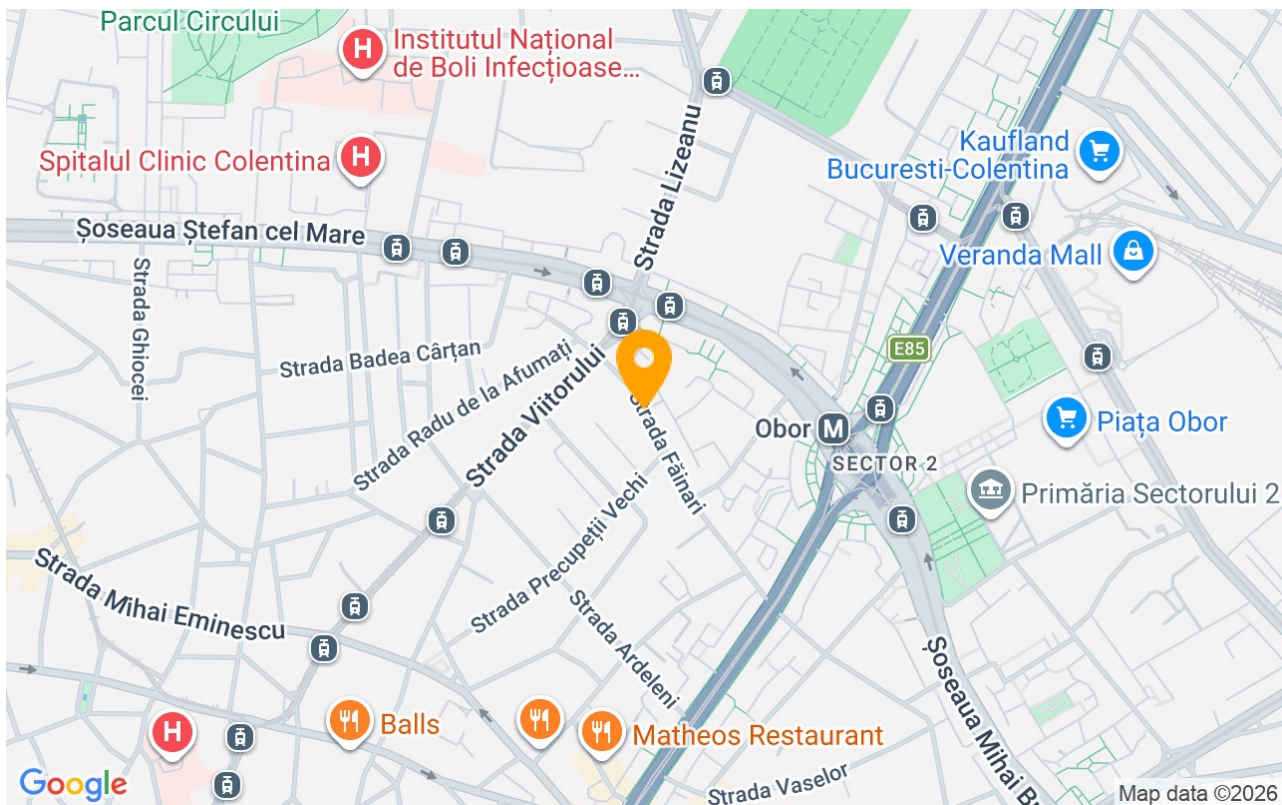 Parcul Circului
H
Institutul Național
de Boli Infecțioase...
Spitalul Clinic Colentina
H
Strada Lizeanu
Kaufland
Bucuresti-Colentina
Șoseaua Ștefan cel Mare
Veranda Mall
Strada Ghiocei
Strada Badea Cârțan
Strada Radu de la Afumați
Strada Viitorului
E85
Strada Făinari
Obor
M
Piața Obor
SECTOR 2
Primăria Sectorului 2
Strada Precupeții Vechi
Strada Mihai Eminescu
Strada Ardeleni
Șoseaua Mihai B
H
Balls
Matheos Restaurant
Strada Vaselor
Google
Map data ©2026